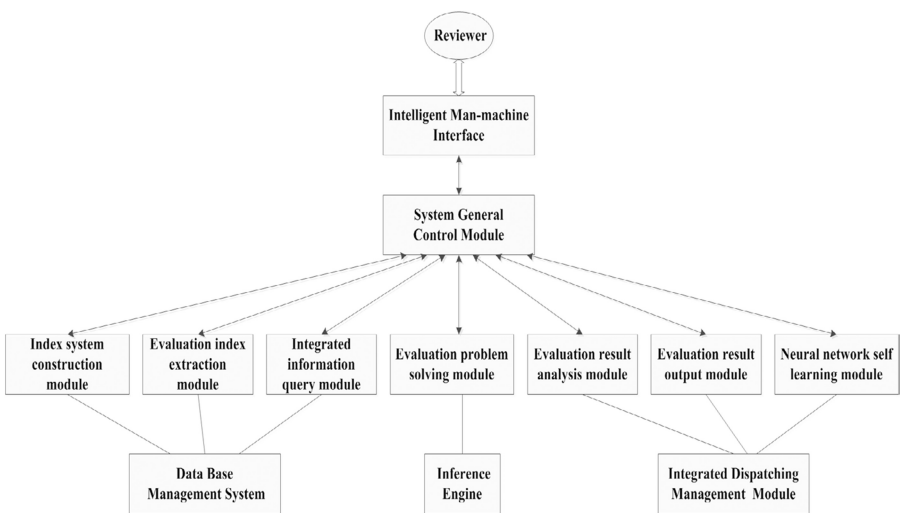 Reviewer
Intelligent Man-machine
Interface
System General
Control Module
Index system
construction
module
Evaluation index
extraction
module
Integrated
information
query module
Evaluation problem
solving module
Evaluation result
analysis module
Evaluation result
output module
Neural network self
learning module
Data Base
Management System
Inference
Engine
Integrated Dispatching
Management Module